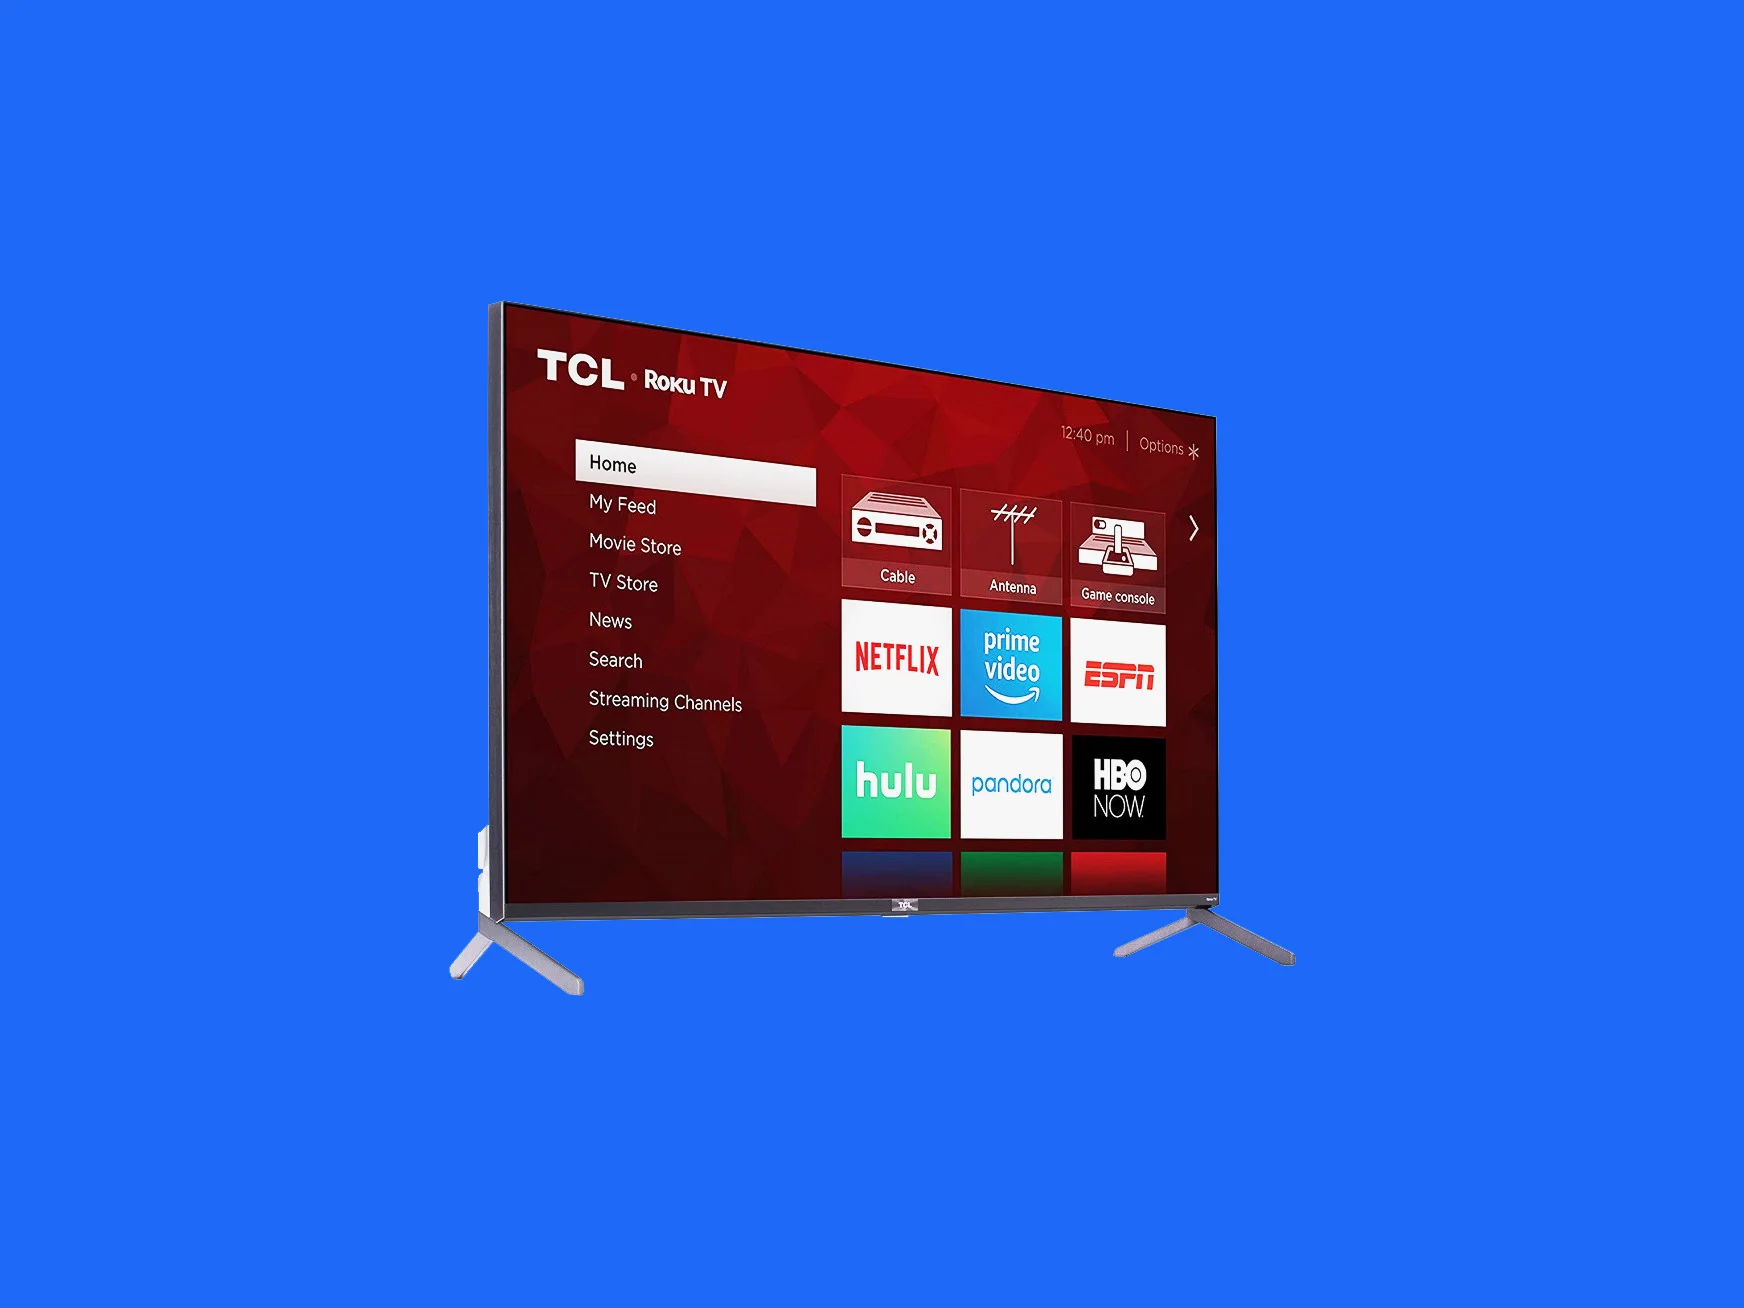 TCL • Roku TV
12:40 pm | Options *
Home
My Feed
Movie Store
TV Store
News
Search
Streaming Channels
Settings
Cable
Antenna
Game console
NETFLIX
prime
video
ESPN
hulu
pandora
HBO
NOW
TCL